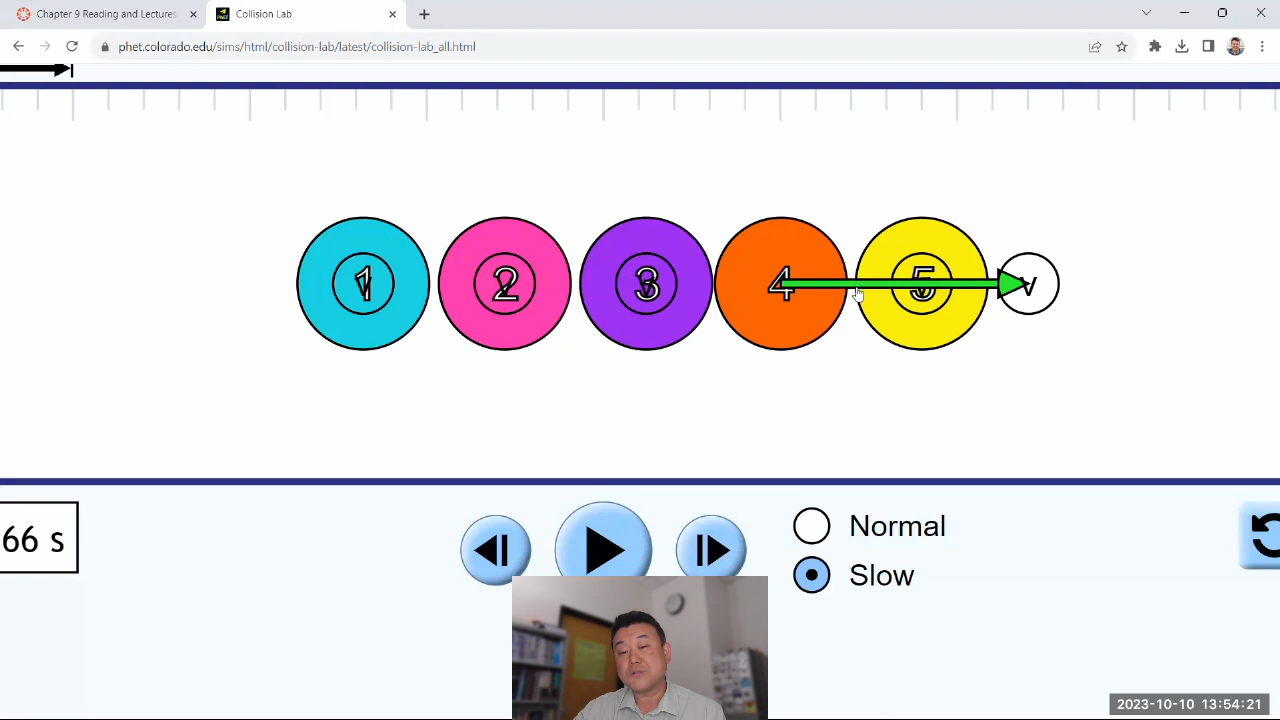 Chapter 9 Reading and Lectures
Collision Lab
phet.colorado.edu/sims/html/collision-lab/latest/collision-lab_all.html
1 2 3 4 5 v
66 s
Normal
Slow
2023-10-10 13:54:21